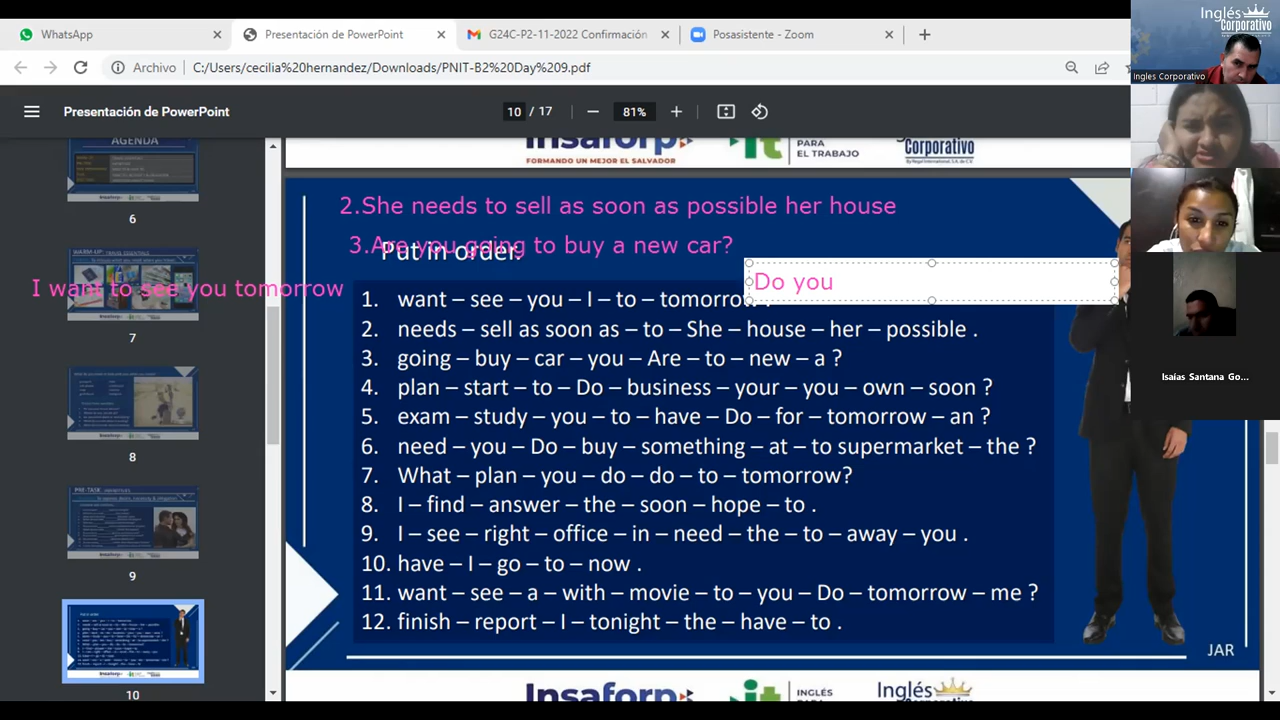 WhatsApp
Presentación de PowerPoint
G24C-P2-11-2022 Confirmación
Posasistente - Zoom
Archivo
C:/Users/cecilia%20hernandez/Downloads/PNIT-B2%20Day%209.pdf
Presentación de PowerPoint
10 / 17
81%
Inglés
Corporativo
Ingles Corporativo
Isaías Santana Go...
AGENDA
6
7
8
9
10
Insaforp
FORMANDO UN MEJOR EL SALVADOR
PARA
EL TRABAJO
Corporativo
2.She needs to sell as soon as possible her house
3.Are you going to buy a new car?
Put in order.
Do you
I want to see you tomorrow
1. want – see – you – I – to – tomorrow .
2. needs – sell as soon as – to – She – house – her – possible .
3. going – buy – car – you – Are – to – new – a ?
4. plan – start – to – Do – business – your – you – own – soon ?
5. exam – study – you – to – have – Do – for – tomorrow – an ?
6. need – you – Do – buy – something – at – to supermarket – the ?
7. What – plan – you – do – do – to – tomorrow?
8. I – find – answer – the – soon – hope – to .
9. I – see – right – office – in – need – the – to – away – you .
10. have – I – go – to – now .
11. want – see – a – with – movie – to – you – Do – tomorrow – me ?
12. finish – report – I – tonight – the – have – to .
JAR
Insaforp
INGLÉS
PARA
Inglés